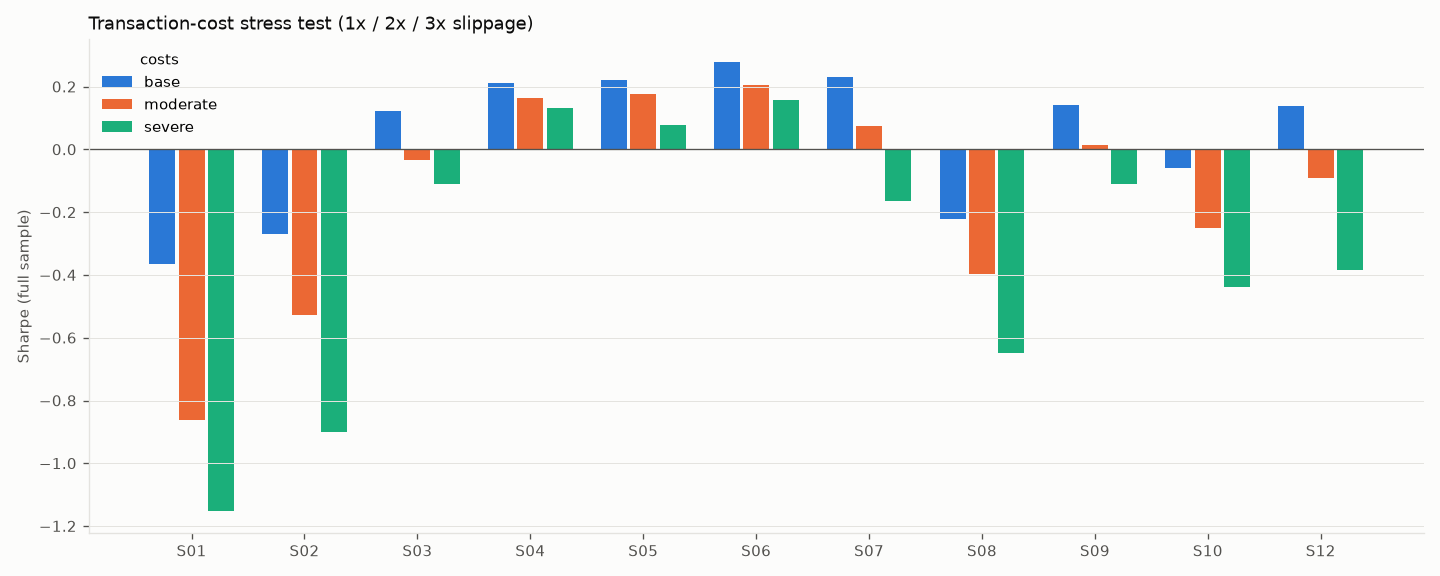 Transaction-cost stress test (1x / 2x / 3x slippage)
costs
base
moderate
severe
Sharpe (full sample)
0.2
0.0
−0.2
−0.4
−0.6
−0.8
−1.0
−1.2
S01 S02 S03 S04 S05 S06 S07 S08 S09 S10 S12